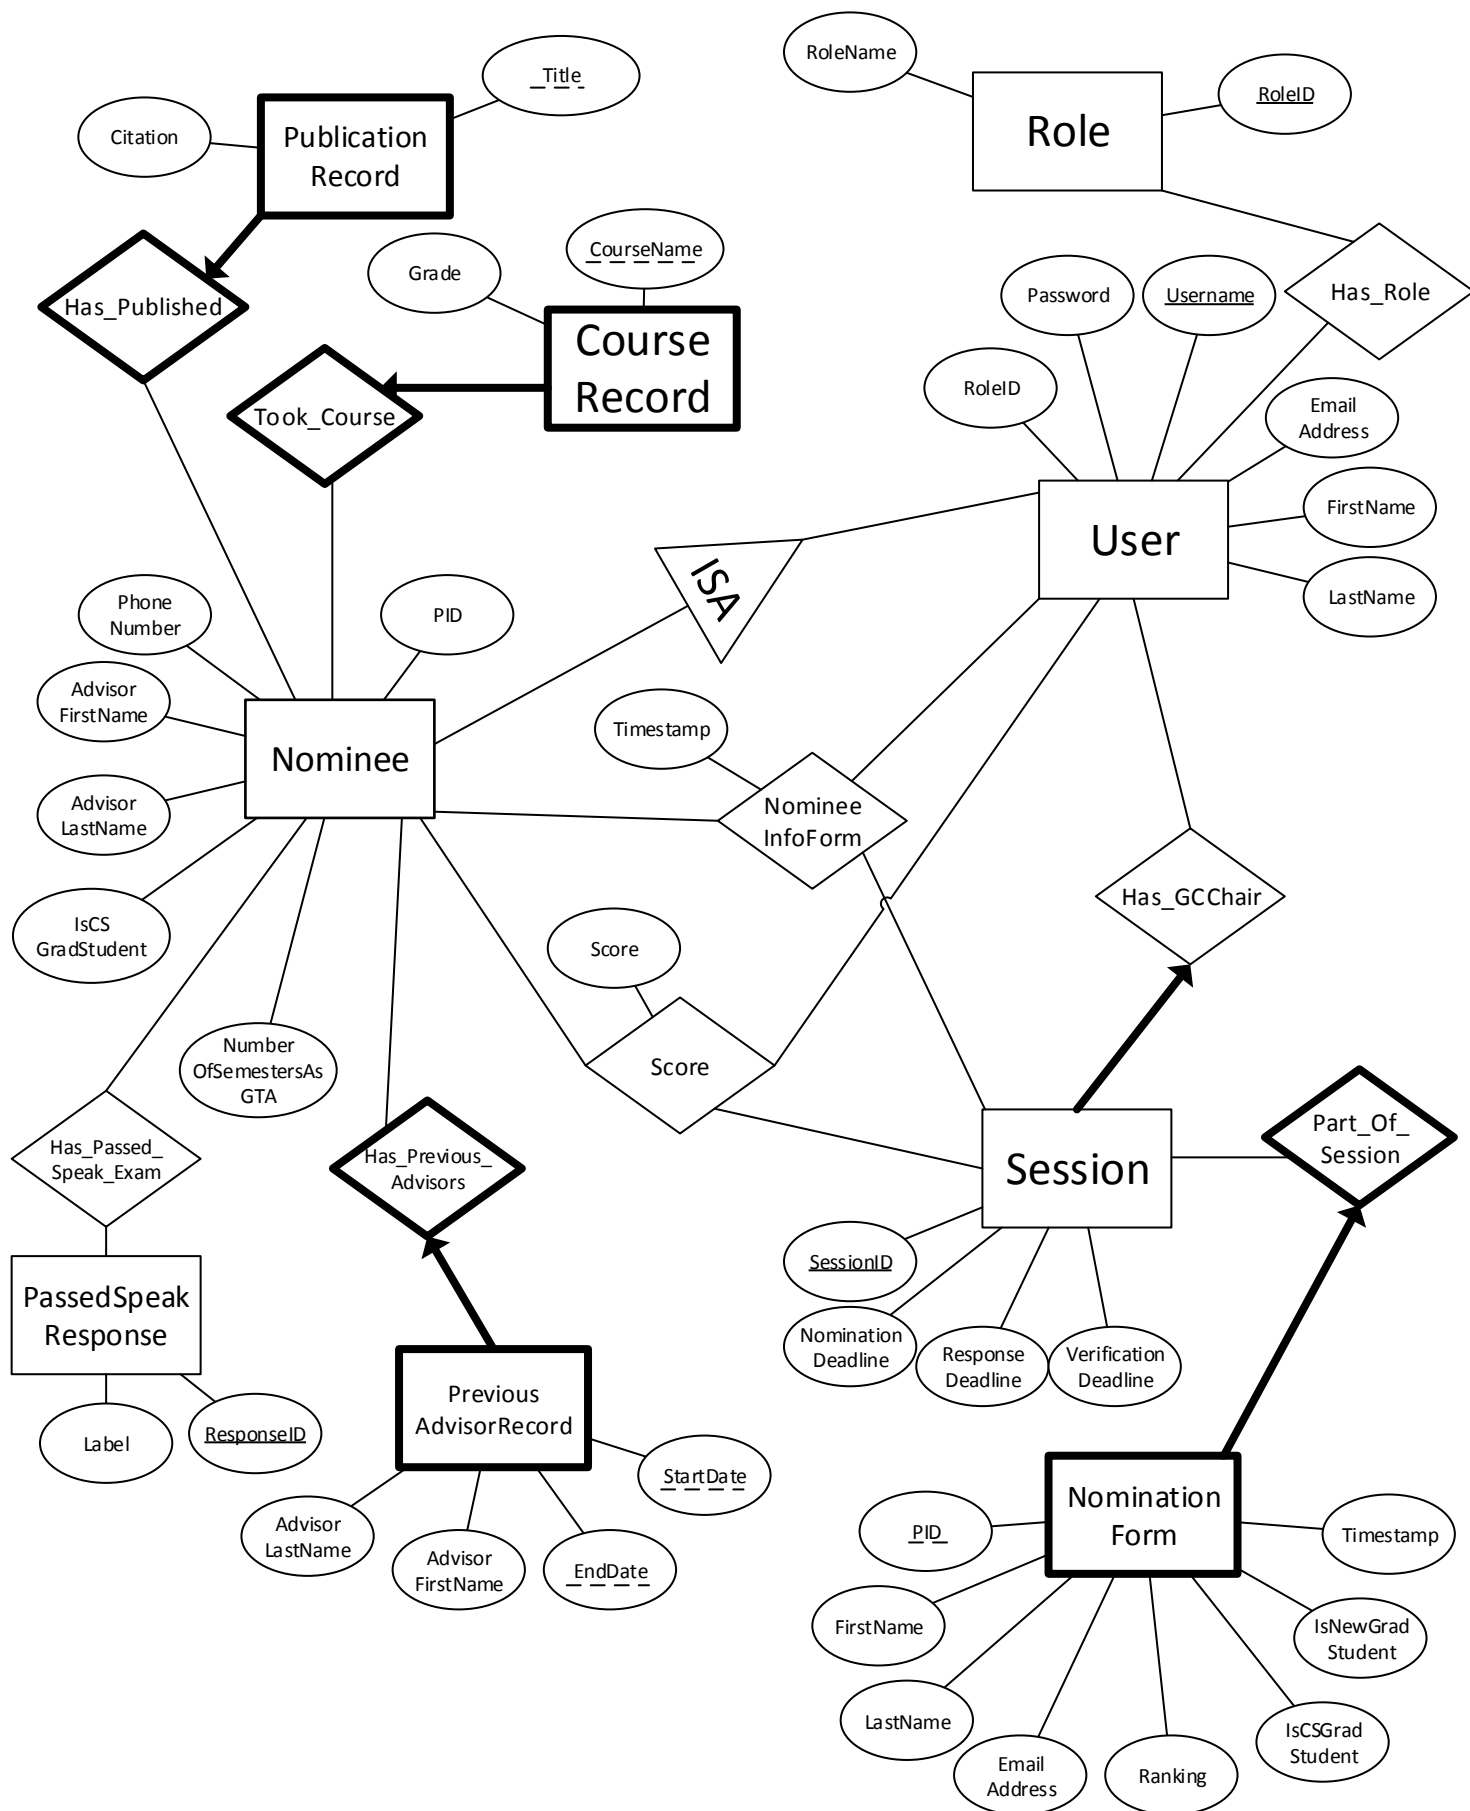 RoleName
Title
RoleID
Role
Citation
Publication
Record
CourseName
Grade
Has_Published
Has_Role
Password
Username
Course
Record
RoleID
Took_Course
Email
Address
FirstName
User
LastName
ISA
Phone
Number
PID
Advisor
FirstName
Timestamp
Nominee
Advisor
LastName
Nominee
InfoForm
Has_GCChair
IsCS
GradStudent
Score
Number
OfSemestersAs
GTA
Score
Has_Passed_
Speak_Exam
Has_Previous_
Advisors
Session
Part_Of_
Session
SessionID
PassedSpeak
Response
Nomination
Deadline
Response
Deadline
Verification
Deadline
Previous
AdvisorRecord
Label
ResponseID
StartDate
Advisor
LastName
Advisor
FirstName
EndDate
Nomination
Form
PID
Timestamp
FirstName
IsNewGrad
Student
LastName
IsCSGrad
Student
Email
Address
Ranking